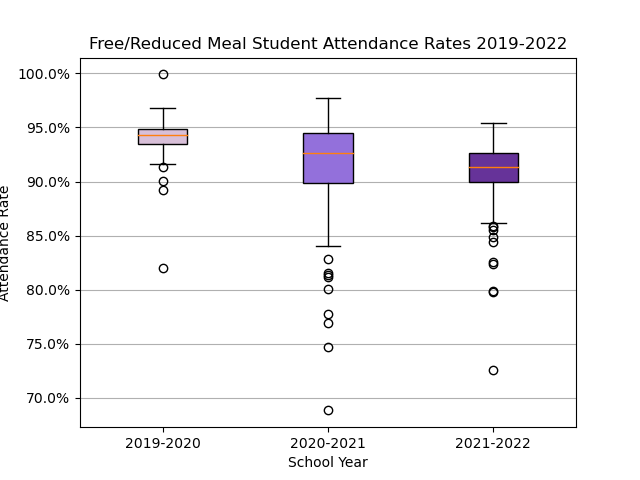 Free/Reduced Meal Student Attendance Rates 2019-2022
100.0%
95.0%
90.0%
85.0%
80.0%
75.0%
70.0%
Attendance Rate
2019-2020 2020-2021 2021-2022
School Year